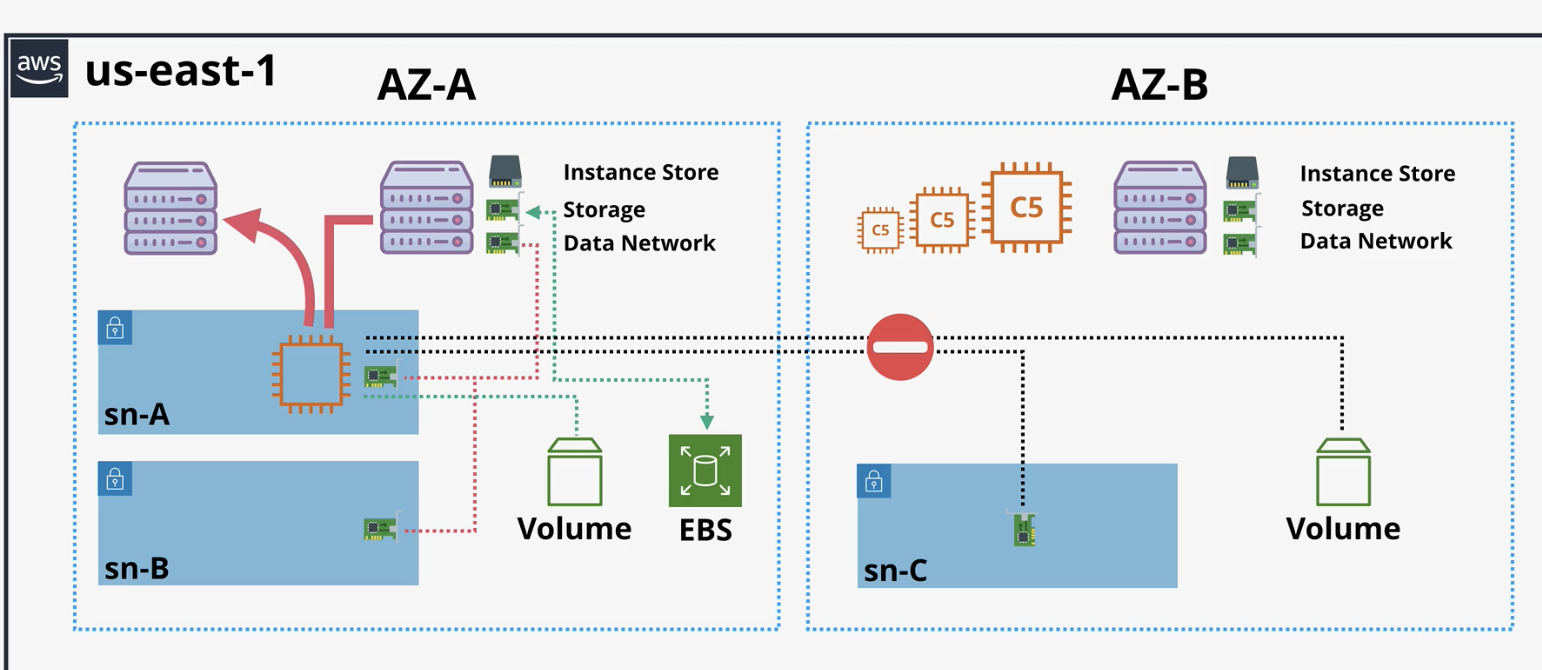 aws
us-east-1
AZ-A
AZ-B
Instance Store
Storage
Data Network
C5
C5
C5
Instance Store
Storage
Data Network
sn-A
sn-B
Volume
EBS
sn-C
Volume